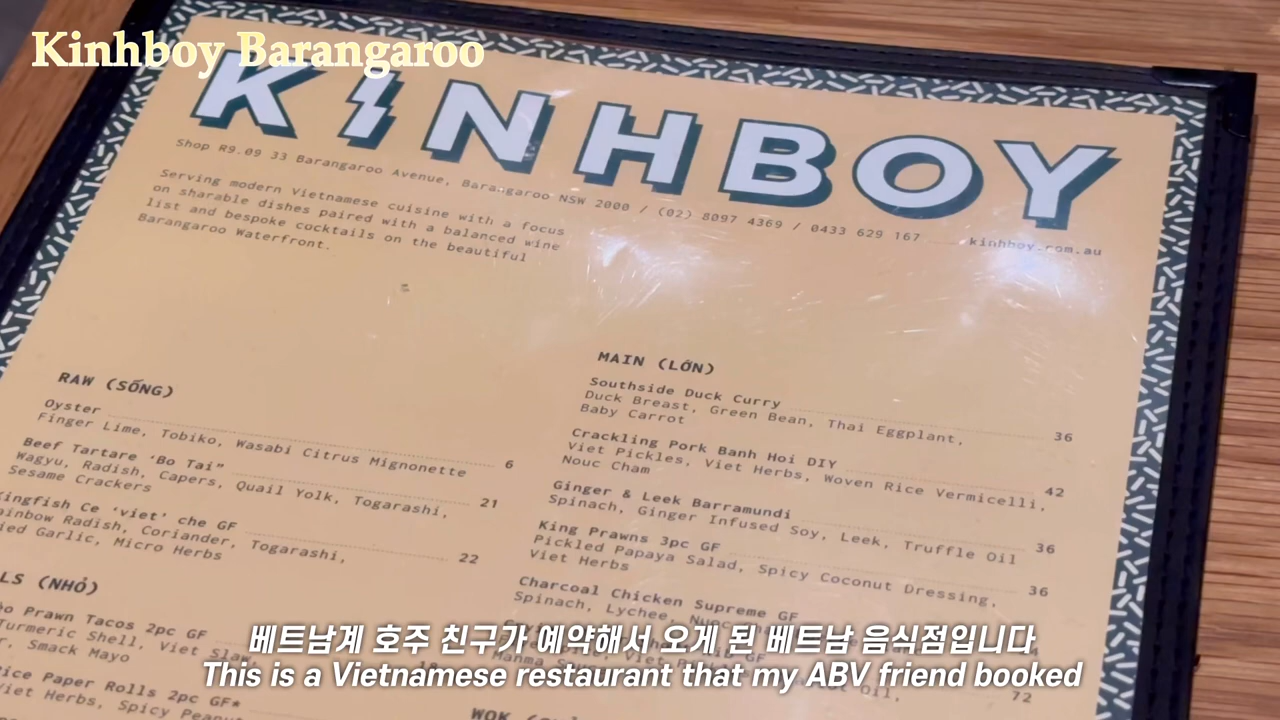 Kinhboy Barangaroo
KINHBOY
Shop R9.09 33 Barangaroo Avenue, Barangaroo NSW 2000 / (02) 8097 4369 / 0433 629 167 kinhboy.com.au
Serving modern Vietnamese cuisine with a focus
on sharable dishes paired with a balanced wine
list and bespoke cocktails on the beautiful
Barangaroo Waterfront.
RAW (SỐNG)
Oyster 6
Finger Lime, Tobiko, Wasabi Citrus Mignonette
Beef Tartare ‘Bo Tai” 21
Wagyu, Radish, Capers, Quail Yolk, Togarashi,
Sesame Crackers
Ce ‘viet’ che GF 22
Radish, Coriander, Togarashi,
Garlic, Micro Herbs
(NHỎ)
Prawn Tacos 2pc GF
Turmeric Shell, Viet Slaw,
Smack Mayo
Rice Paper Rolls 2pc GF*
Viet Herbs, Spicy
MAIN (LỚN)
Southside Duck Curry 36
Duck Breast, Green Bean, Thai Eggplant,
Baby Carrot
Crackling Pork Banh Hoi DIY 42
Viet Pickles, Viet Herbs, Woven Rice Vermicelli,
Nouc Cham
Ginger & Leek Barramundi 36
Spinach, Ginger Infused Soy, Leek, Truffle Oil
King Prawns 3pc GF 36
Pickled Papaya Salad, Spicy Coconut Dressing,
Viet Herbs
Charcoal Chicken Supreme GF
Spinach, Lychee,
72
WOK
베트남계 호주 친구가 예약해서 오게 된 베트남 음식점입니다
This is a Vietnamese restaurant that my ABV friend booked